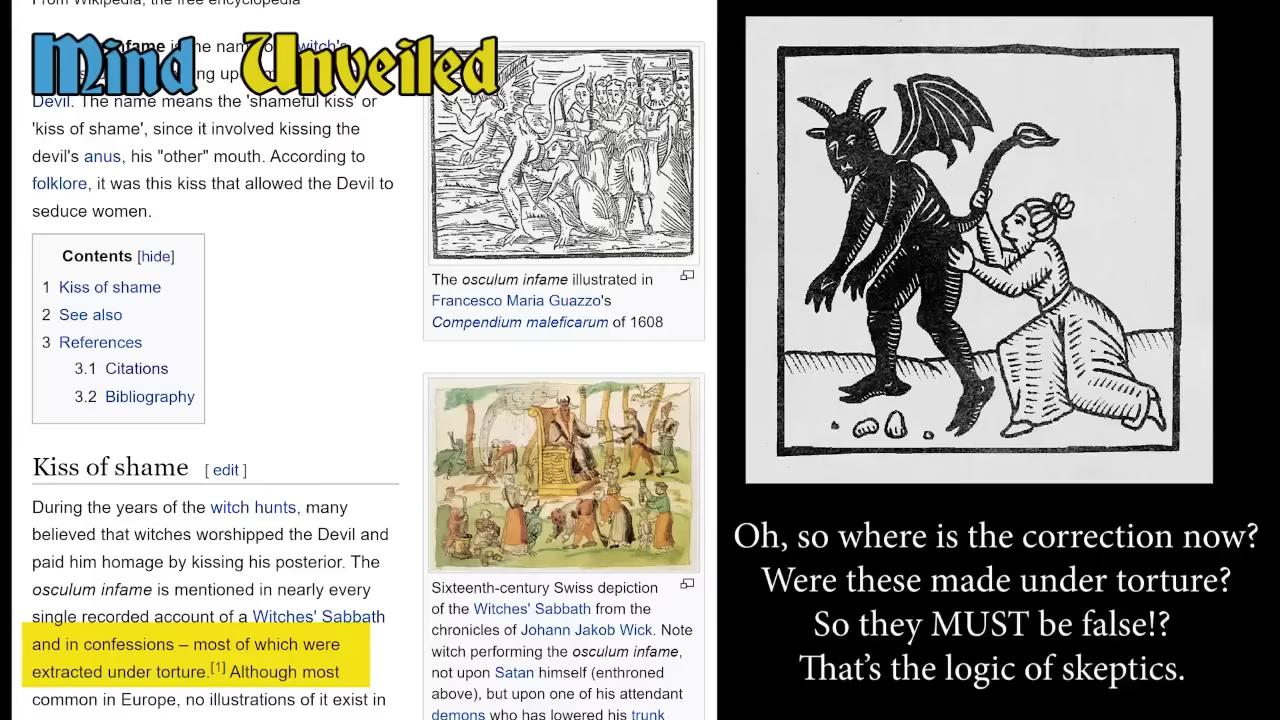 From Wikipedia, the free encyclopedia
Mind Unveiled
infame is the name of witch's
ng up
Devil. The name means the 'shameful kiss' or
'kiss of shame', since it involved kissing the
devil's anus, his "other" mouth. According to
folklore, it was this kiss that allowed the Devil to
seduce women.
Contents [hide]
1 Kiss of shame
2 See also
3 References
3.1 Citations
3.2 Bibliography
Kiss of shame [ edit ]
During the years of the witch hunts, many
believed that witches worshipped the Devil and
paid him homage by kissing his posterior. The
osculum infame is mentioned in nearly every
single recorded account of a Witches' Sabbath
and in confessions – most of which were
extracted under torture.[1] Although most
common in Europe, no illustrations of it exist in
The osculum infame illustrated in
Francesco Maria Guazzo's
Compendium maleficarum of 1608
Sixteenth-century Swiss depiction
of the Witches' Sabbath from the
chronicles of Johann Jakob Wick. Note
witch performing the osculum infame,
not upon Satan himself (enthroned
above), but upon one of his attendant
demons who has lowered his trunk
Oh, so where is the correction now?
Were these made under torture?
So they MUST be false!?
That's the logic of skeptics.